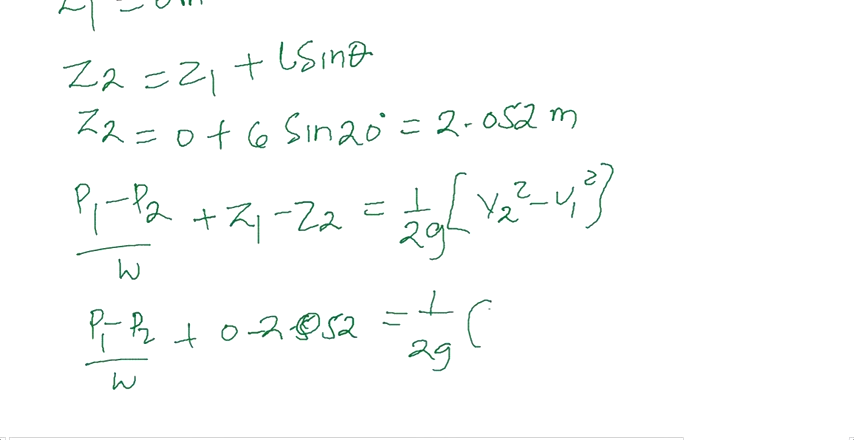 Z2 = Z1 + LSinθ
Z2 = 0 + 6 Sin20° = 2.052 m
(P1-P2)/W + Z1-Z2 = 1/2g [V2²-V1²]
(P1-P2)/W + 0-2.052 = 1/2g (